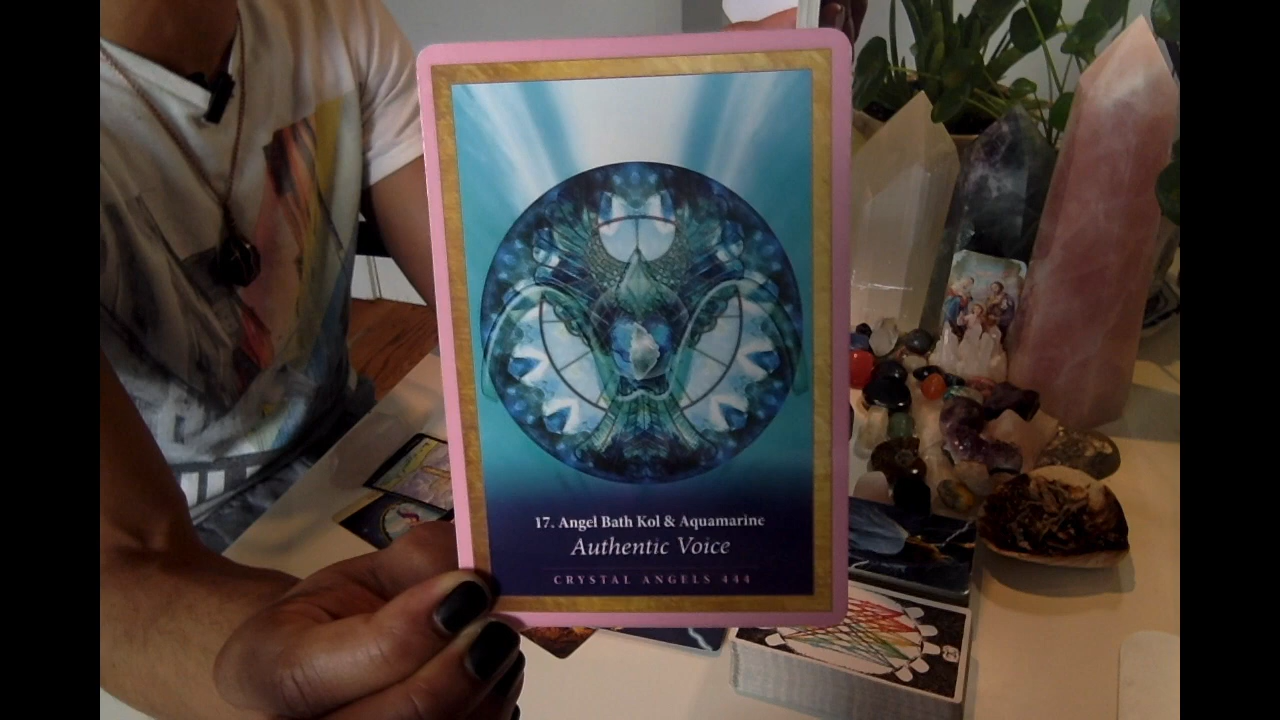 17. Angel Bath Kol & Aquamarine
Authentic Voice
CRYSTAL ANGELS 444